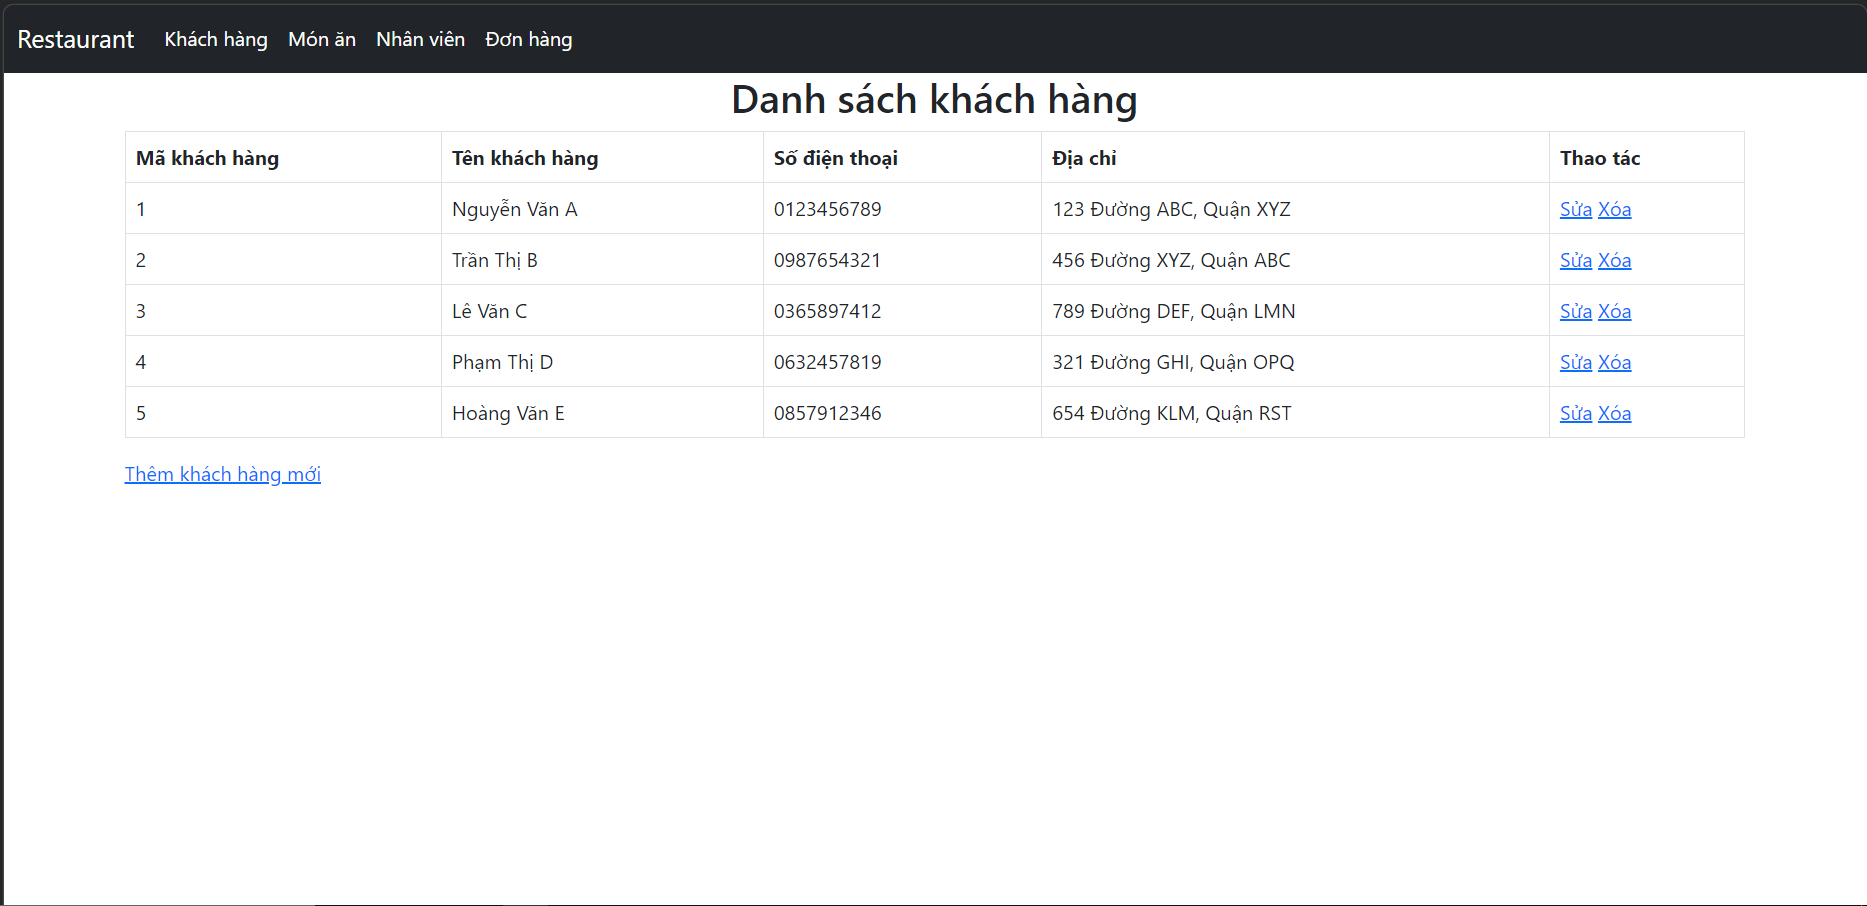 Restaurant Khách hàng Món ăn Nhân viên Đơn hàng
Danh sách khách hàng
Mã khách hàng Tên khách hàng Số điện thoại Địa chỉ Thao tác
1 Nguyễn Văn A 0123456789 123 Đường ABC, Quận XYZ Sửa Xóa
2 Trần Thị B 0987654321 456 Đường XYZ, Quận ABC Sửa Xóa
3 Lê Văn C 0365897412 789 Đường DEF, Quận LMN Sửa Xóa
4 Phạm Thị D 0632457819 321 Đường GHI, Quận OPQ Sửa Xóa
5 Hoàng Văn E 0857912346 654 Đường KLM, Quận RST Sửa Xóa
Thêm khách hàng mới